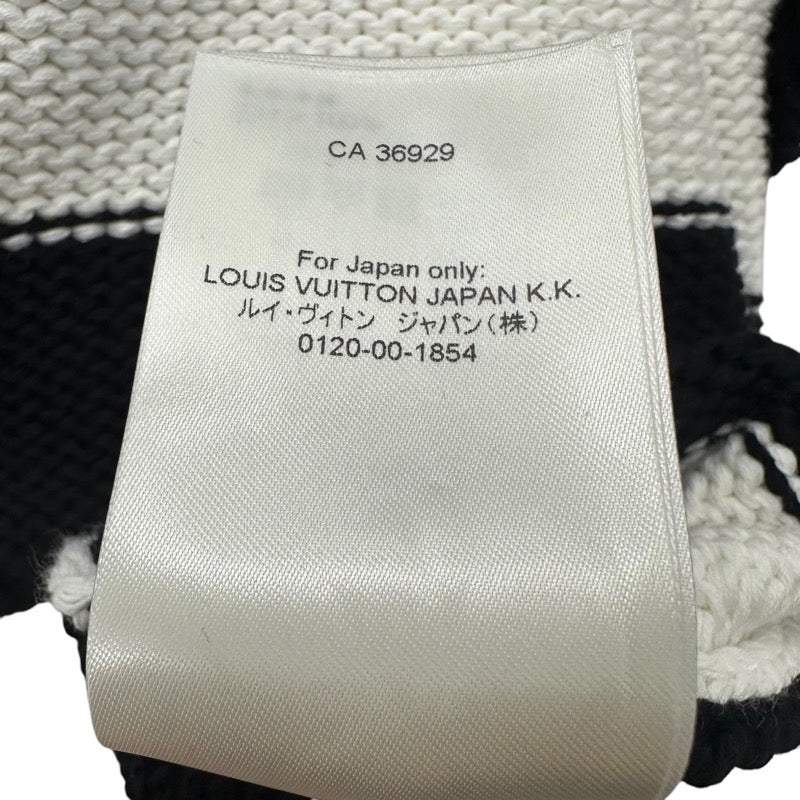 CA 36929
For Japan only:
LOUIS VUITTON JAPAN K.K.
ルイ・ヴィトン ジャパン(株)
0120-00-1854